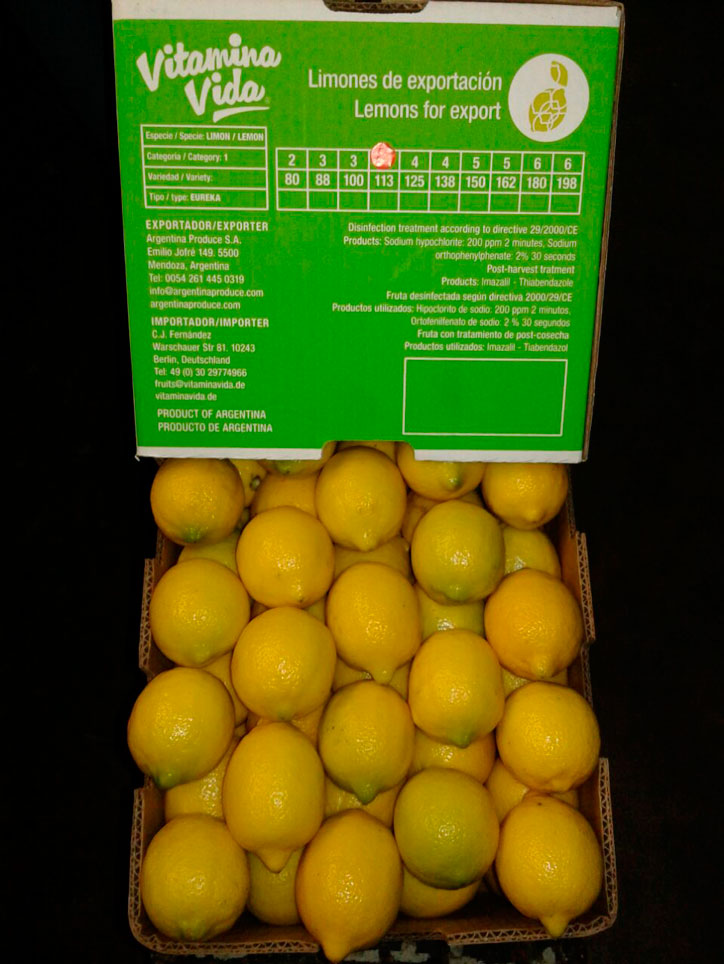 Vitamina
Vida
Limones de exportación
Lemons for export
Especie / Specie: LIMON / LEMON
Categoria / Category: 1
Variedad / Variety:
Tipo / type: EUREKA
2 3 3 4 4 5 5 6 6
80 88 100 113 125 138 150 162 180 198
EXPORTADOR/EXPORTER
Argentina Produce S.A.
Emilio Jofré 149. 5500
Mendoza, Argentina
Tel: 0054 261 445 0319
info@argentinaproduce.com
argentinaproduce.com
IMPORTADOR/IMPORTER
C.J. Fernández
Warschauer Str 81. 10243
Berlin, Deutschland
Tel: 49 (0) 30 29774966
fruits@vitaminavida.de
vitaminavida.de
PRODUCT OF ARGENTINA
PRODUCTO DE ARGENTINA
Disinfection treatment according to directive 29/2000/CE
Products: Sodium hypochlorite: 200 ppm 2 minutes, Sodium
orthophenylphenate: 2% 30 seconds
Post-harvest tratment
Products: Imazalil - Thiabendazole
Fruta desinfectada según directiva 2000/29/CE
Productos utilizados: Hipoclorito de sodio: 200 ppm 2 minutos,
Ortofenilfenato de sodio: 2 % 30 segundos
Fruta con tratamiento de post-cosecha
Productos utilizados: Imazalil - Tiabendazol